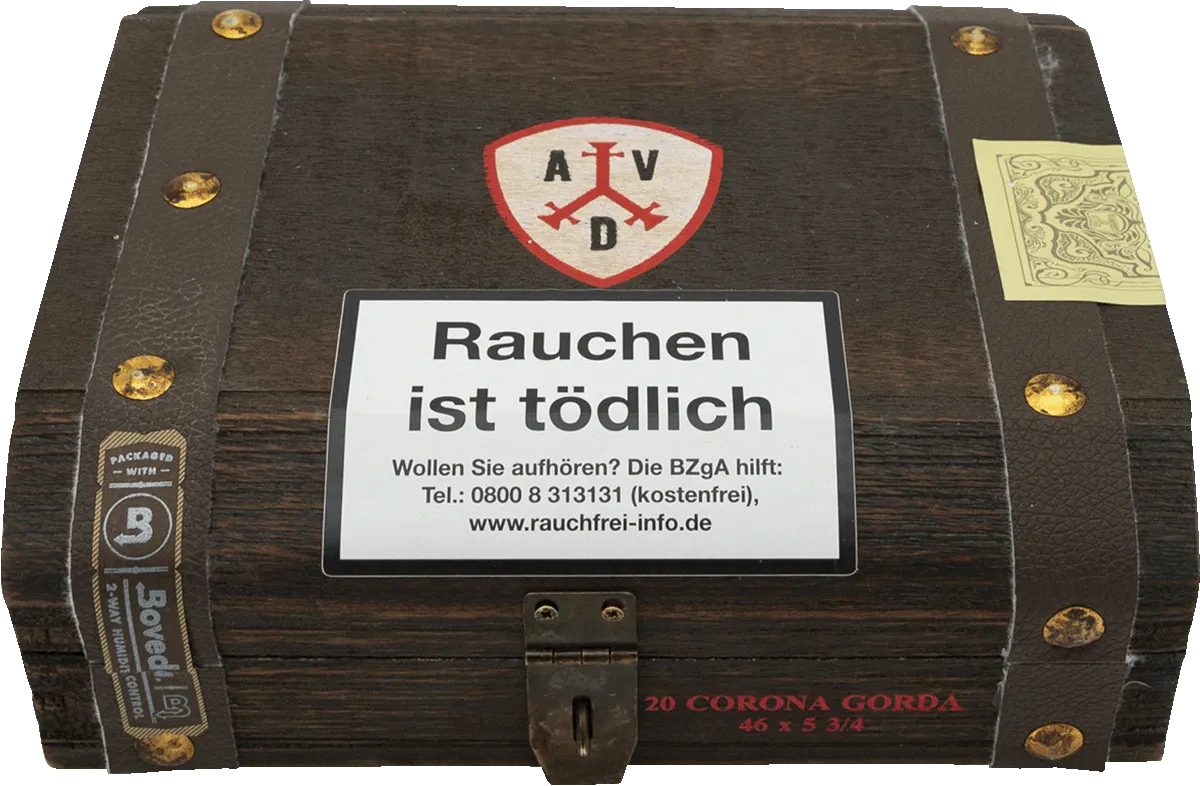 A V
D
Rauchen
ist tödlich
Wollen Sie aufhören? Die BZgA hilft:
Tel.: 0800 8 313131 (kostenfrei),
www.rauchfrei-info.de
PACKAGED
WITH
B
Boveda
2-WAY HUMIDITY CONTROL
B
20 CORONA GORDA
46 x 5 3/4